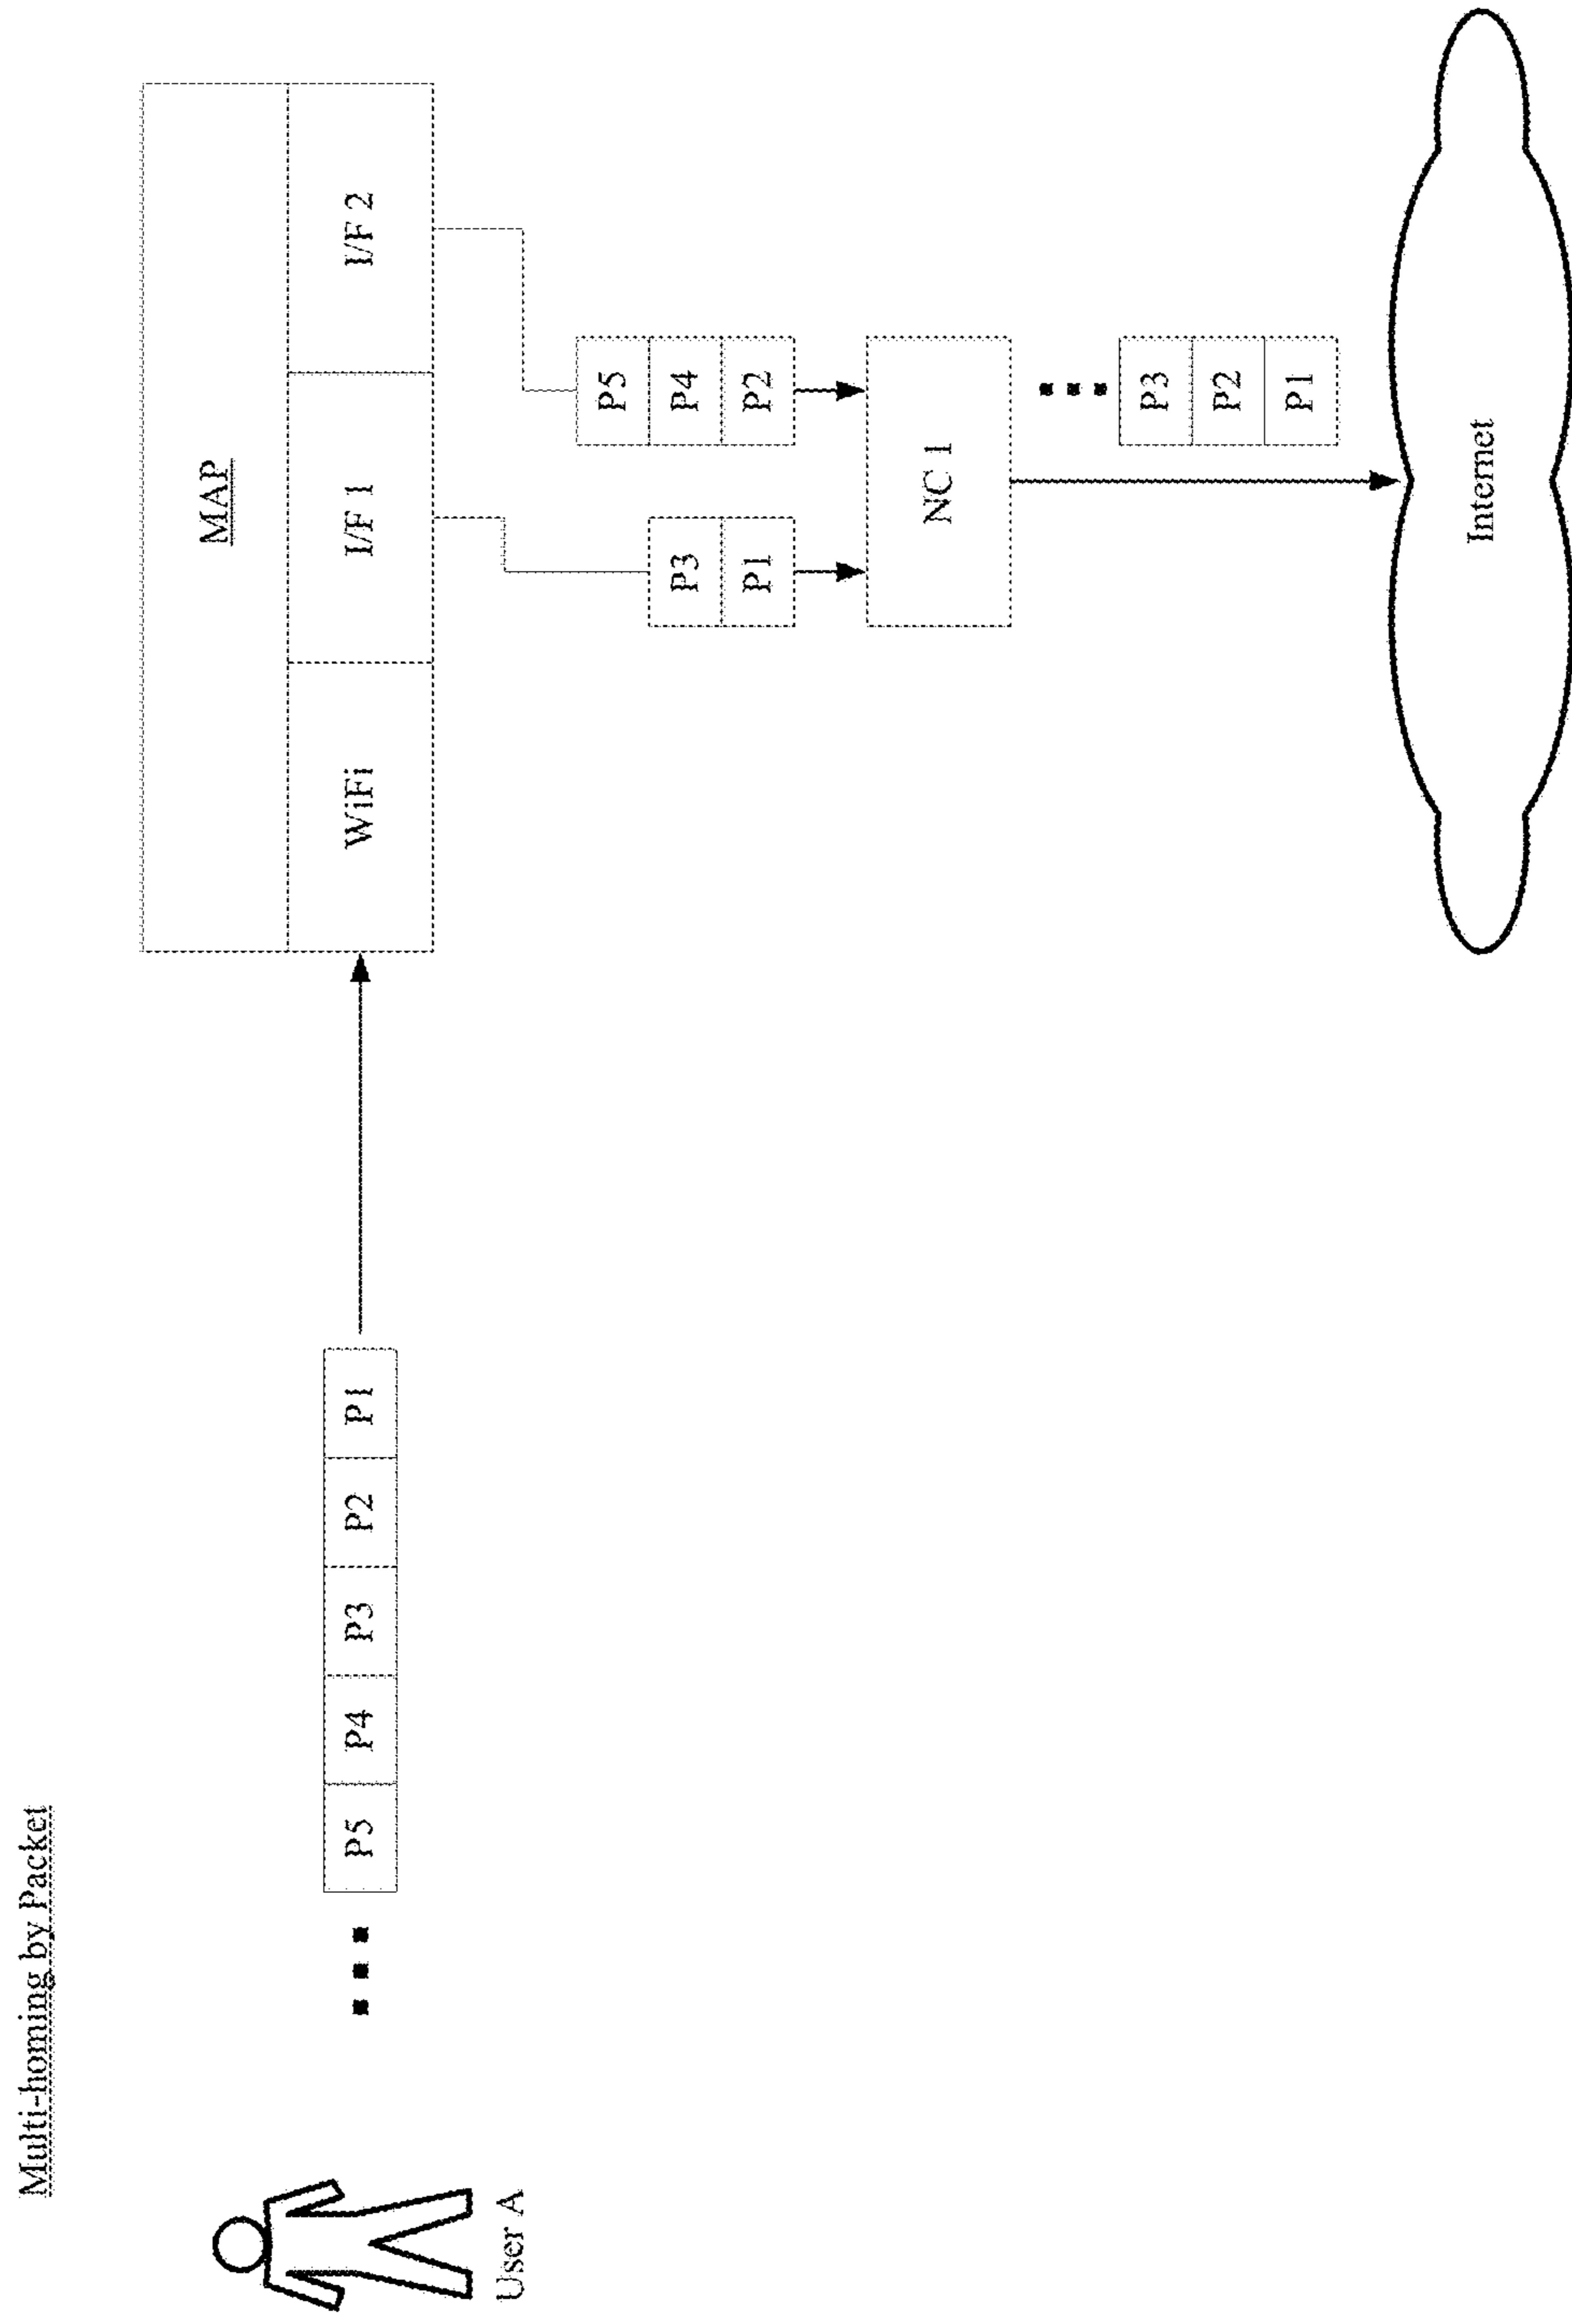 Multi-homing by Packet
User A
P5 P4 P3 P2 P1
MAP
WiFi I/F 1 I/F 2
P3
P1
P5
P4
P2
NC 1
P3
P2
P1
Internet